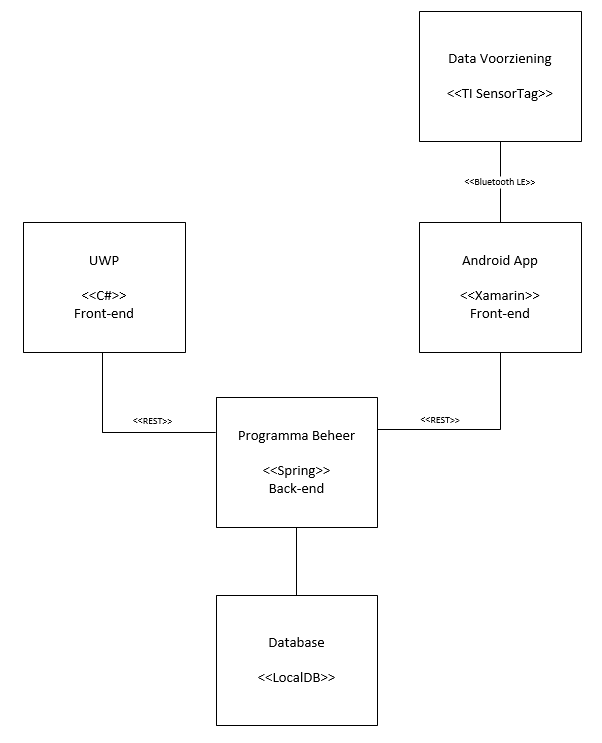 Data Voorziening
<<TI SensorTag>>
<<Bluetooth LE>>
UWP
<<C#>>
Front-end
Android App
<<Xamarin>>
Front-end
<<REST>>
<<REST>>
Programma Beheer
<<Spring>>
Back-end
Database
<<LocalDB>>